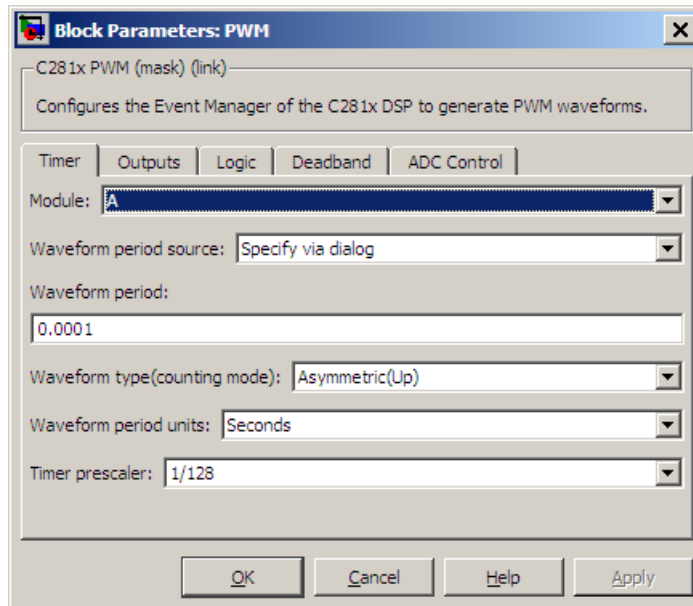 Block Parameters: PWM
C281x PWM (mask) (link)
Configures the Event Manager of the C281x DSP to generate PWM waveforms.
Timer Outputs Logic Deadband ADC Control
Module: A
Waveform period source: Specify via dialog
Waveform period:
0.0001
Waveform type(counting mode): Asymmetric(Up)
Waveform period units: Seconds
Timer prescaler: 1/128
OK Cancel Help Apply